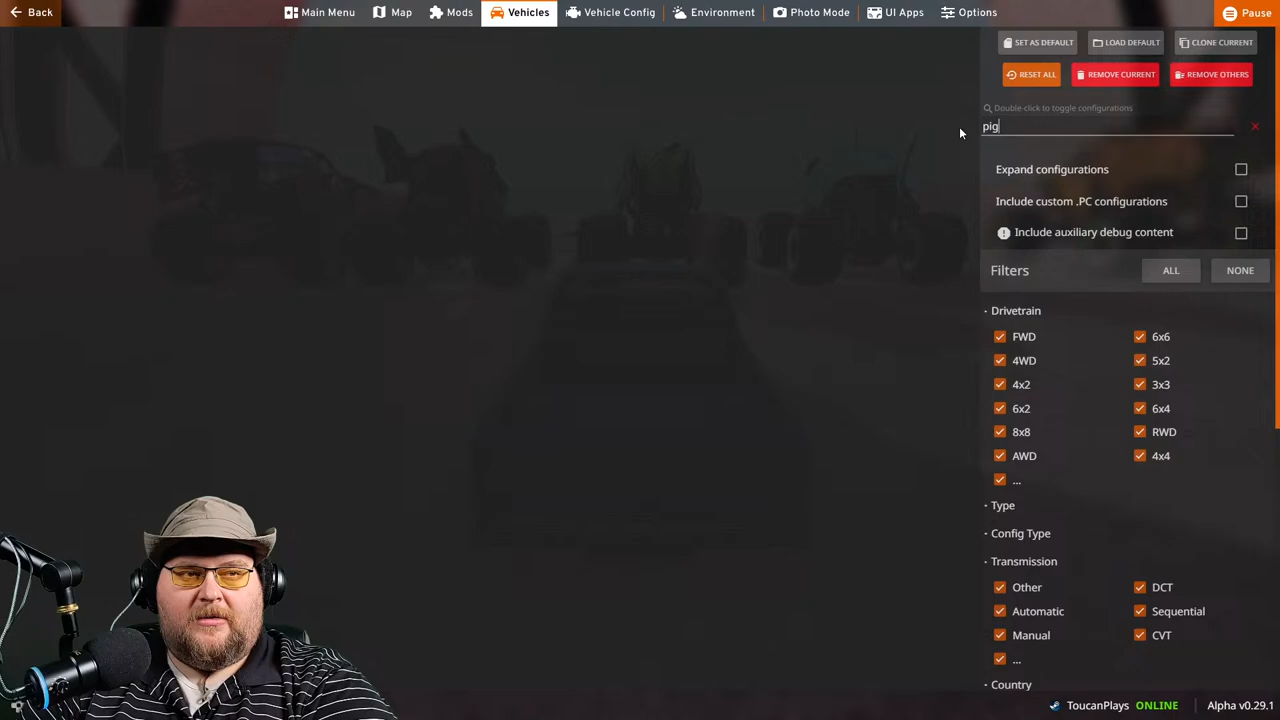 Back
Main Menu
Map
Mods
Vehicles
Vehicle Config
Environment
Photo Mode
UI Apps
Options
Pause
SET AS DEFAULT
LOAD DEFAULT
CLONE CURRENT
RESET ALL
REMOVE CURRENT
REMOVE OTHERS
Double-click to toggle configurations
pig
Expand configurations
Include custom .PC configurations
Include auxiliary debug content
Filters
ALL
NONE
- Drivetrain
FWD
6x6
4WD
5x2
4x2
3x3
6x2
6x4
8x8
RWD
AWD
4x4
...
- Type
- Config Type
- Transmission
Other
DCT
Automatic
Sequential
Manual
CVT
...
- Country
ToucanPlays ONLINE
Alpha v0.29.1